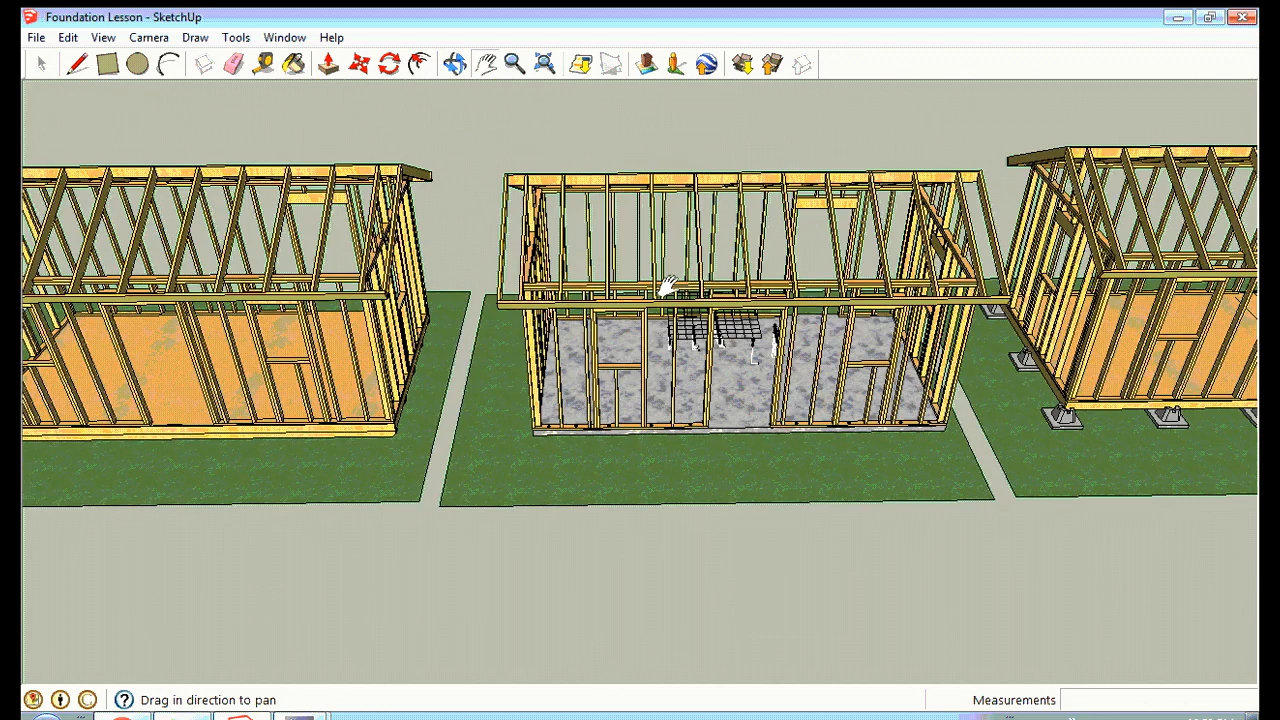 Foundation Lesson - SketchUp
File Edit View Camera Draw Tools Window Help
Drag in direction to pan
Measurements